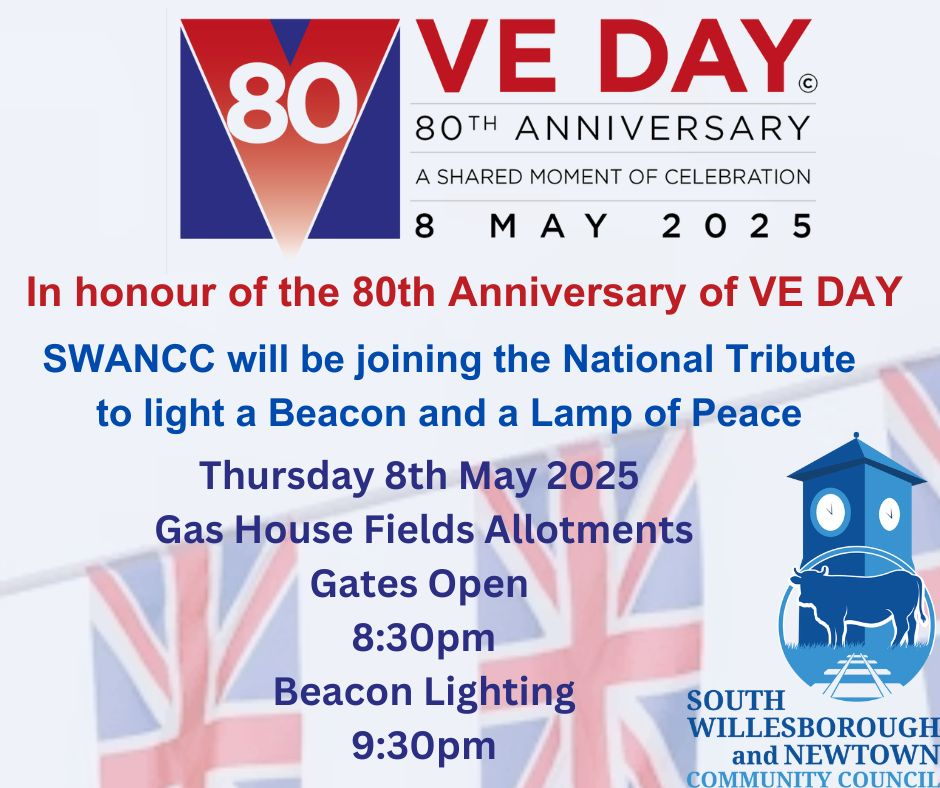 80
VE DAY©
80TH ANNIVERSARY
A SHARED MOMENT OF CELEBRATION
8 MAY 2025
In honour of the 80th Anniversary of VE DAY
SWANCC will be joining the National Tribute
to light a Beacon and a Lamp of Peace
Thursday 8th May 2025
Gas House Fields Allotments
Gates Open
8:30pm
Beacon Lighting
9:30pm
SOUTH
WILLESBOROUGH
and NEWTOWN
COMMUNITY COUNCIL